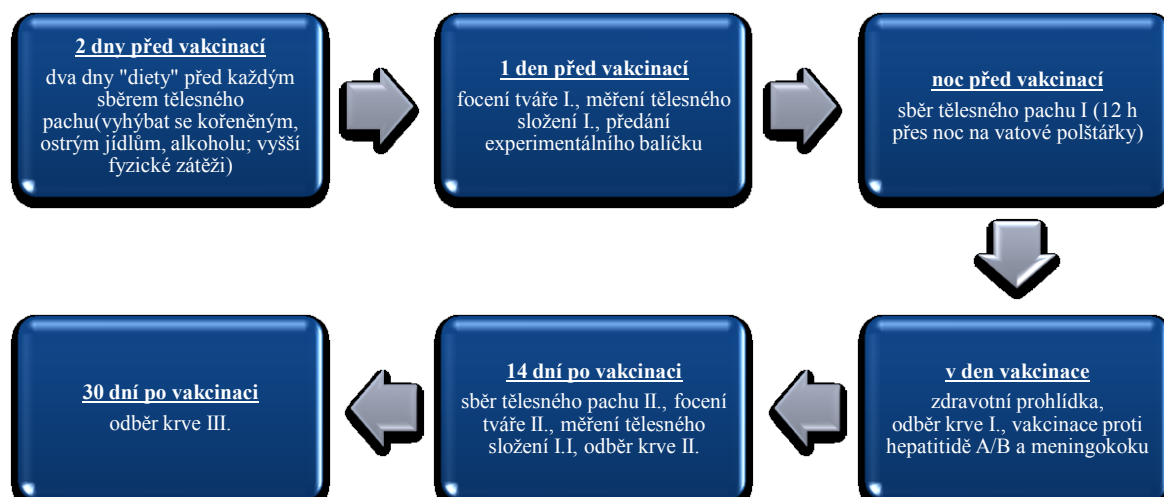 2 dny před vakcinací
dva dny "diety" před každým
sběrem tělesného
pachu(vyhýbat se kořeněným,
ostrým jídlům, alkoholu; vyšší
fyzické zátěži)
1 den před vakcinací
focení tváře I., měření tělesného
složení I., předání
experimentálního balíčku
noc před vakcinací
sběr tělesného pachu I (12 h
přes noc na vatové polštářky)
v den vakcinace
zdravotní prohlídka,
odběr krve I., vakcinace proti
hepatitidě A/B a meningokoku
14 dní po vakcinaci
sběr tělesného pachu II., focení
tváře II., měření tělesného
složení I.I, odběr krve II.
30 dní po vakcinaci
odběr krve III.